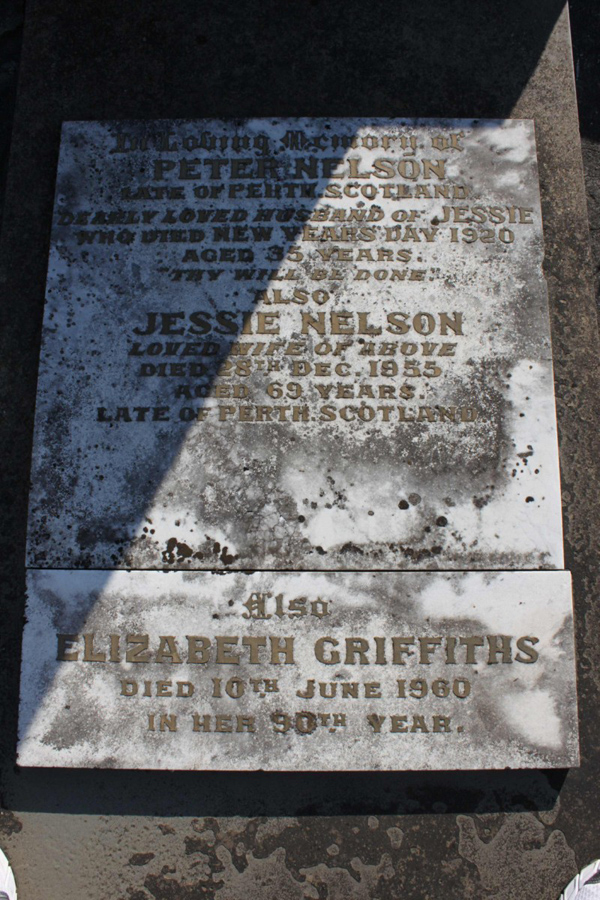 In Loving Memory of
PETER NELSON
LATE OF PERTH. SCOTLAND.
DEARLY LOVED HUSBAND OF JESSIE
WHO DIED NEW YEARS DAY 1920
AGED 35 YEARS.
"THY WILL BE DONE".
ALSO
JESSIE NELSON
LOVED WIFE OF ABOVE
DIED 28TH DEC. 1955.
AGED 69 YEARS.
LATE OF PERTH. SCOTLAND.
Also
ELIZABETH GRIFFITHS
DIED 10TH JUNE 1960
IN HER 90TH YEAR.